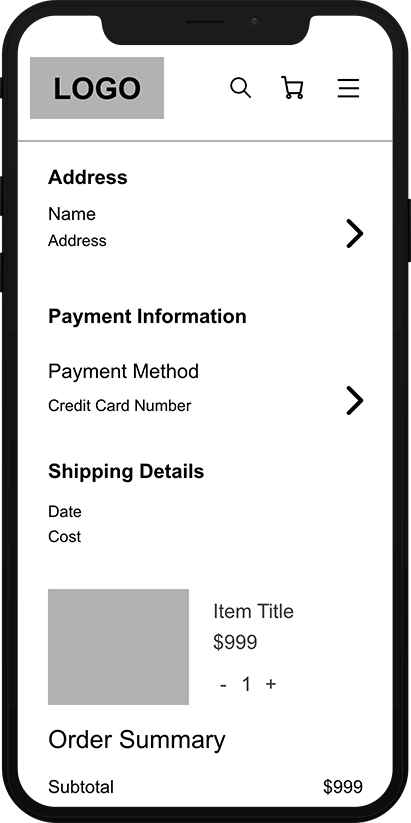 LOGO
Address
Name
Address
Payment Information
Payment Method
Credit Card Number
Shipping Details
Date
Cost
Item Title
$999
- 1 +
Order Summary
Subtotal $999